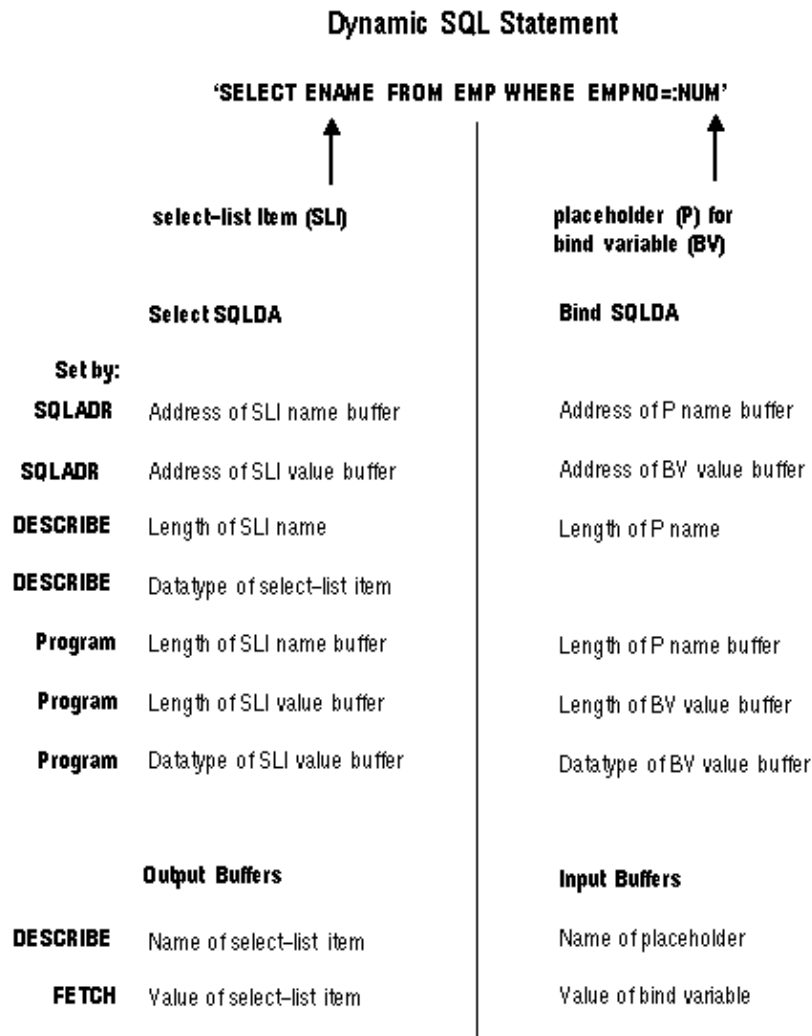 Dynamic SQL Statement
‘SELECT ENAME FROM EMP WHERE EMPNO=:NUM’
select–list Item (SLI)
placeholder (P) for
bind variable (BV)
Select SQLDA
Bind SQLDA
Set by:
SQLADR Address of SLI name buffer Address of P name buffer
SQLADR Address of SLI value buffer Address of BV value buffer
DESCRIBE Length of SLI name Length of P name
DESCRIBE Datatype of select–list item
Program Length of SLI name buffer Length of P name buffer
Program Length of SLI value buffer Length of BV value buffer
Program Datatype of SLI value buffer Datatype of BV value buffer
Output Buffers Input Buffers
DESCRIBE Name of select–list item Name of placeholder
FETCH Value of select–list item Value of bind variable